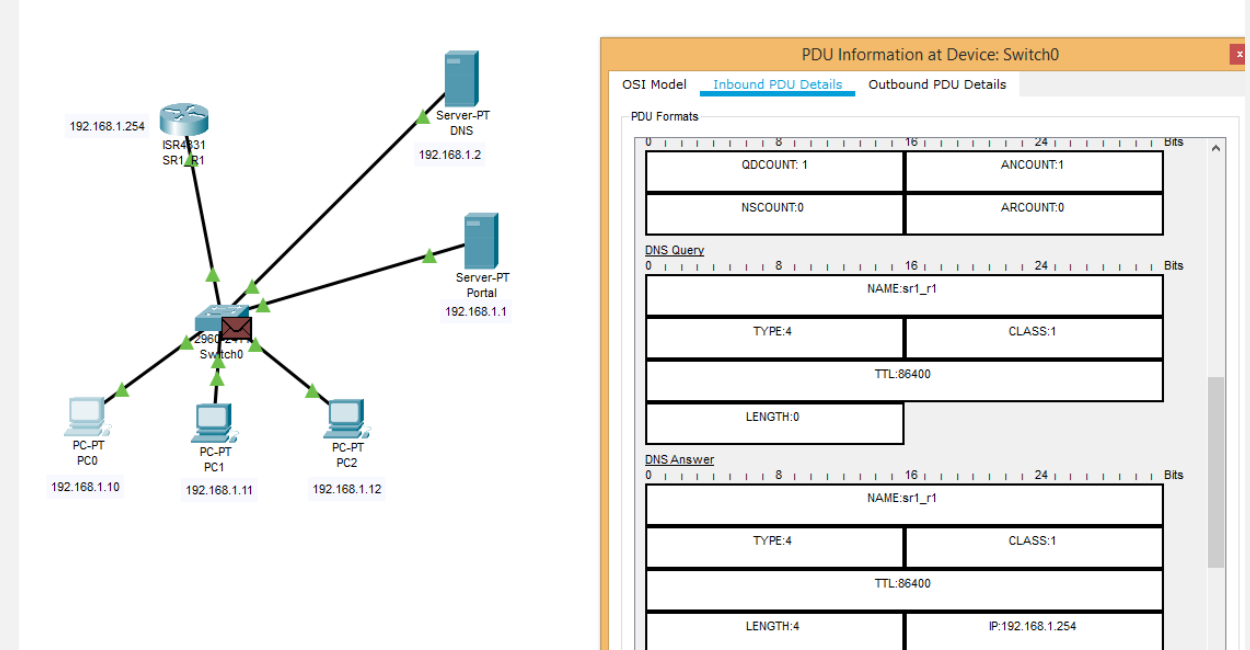 192.168.1.254
ISR4331
SR1_R1
Server-PT
DNS
192.168.1.2
Server-PT
Portal
192.168.1.1
Switch0
PC-PT
PC0
192.168.1.10
PC-PT
PC1
192.168.1.11
PC-PT
PC2
192.168.1.12
PDU Information at Device: Switch0
x
OSI Model Inbound PDU Details Outbound PDU Details
PDU Formats
0 8 16 24 Bits
QDCOUNT: 1 ANCOUNT:1
NSCOUNT:0 ARCOUNT:0
DNS Query
0 8 16 24 Bits
NAME:sr1_r1
TYPE:4 CLASS:1
TTL:86400
LENGTH:0
DNS Answer
0 8 16 24 Bits
NAME:sr1_r1
TYPE:4 CLASS:1
TTL:86400
LENGTH:4 IP:192.168.1.254